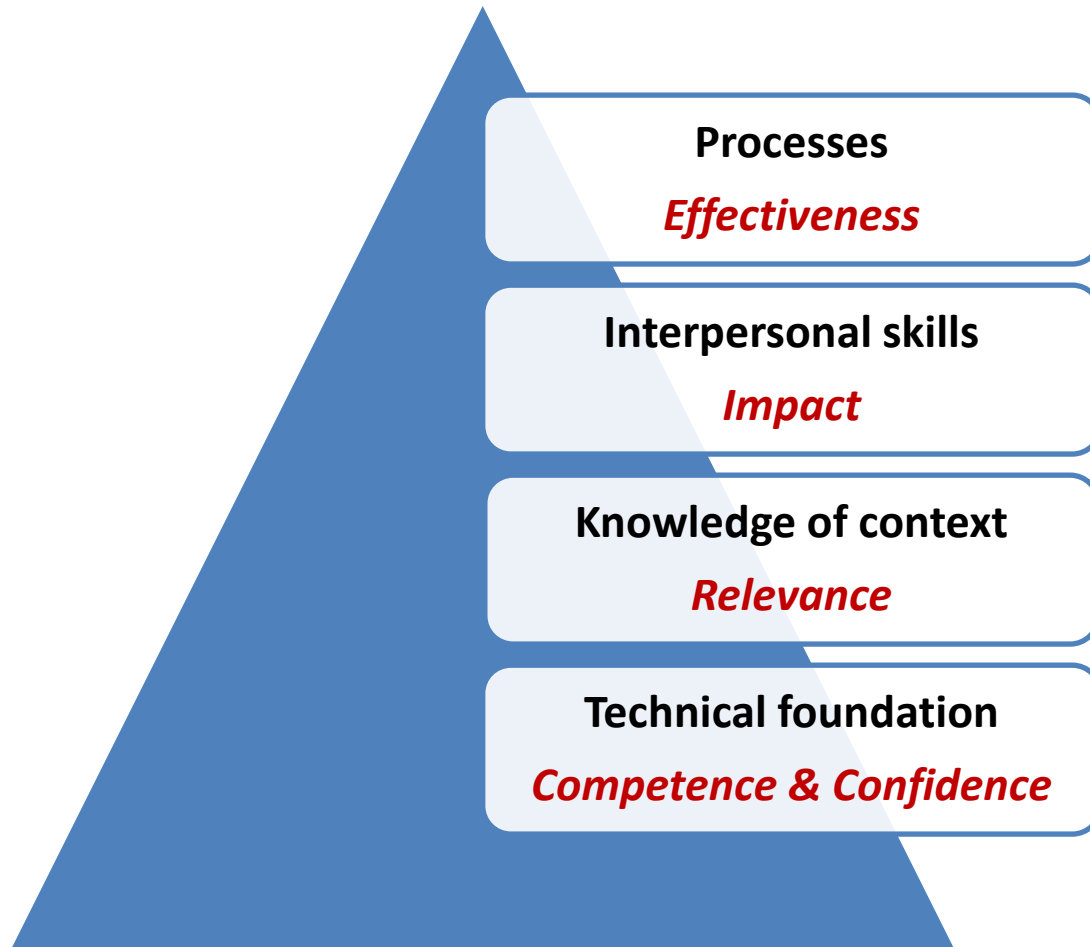 Processes
Effectiveness
Interpersonal skills
Impact
Knowledge of context
Relevance
Technical foundation
Competence & Confidence